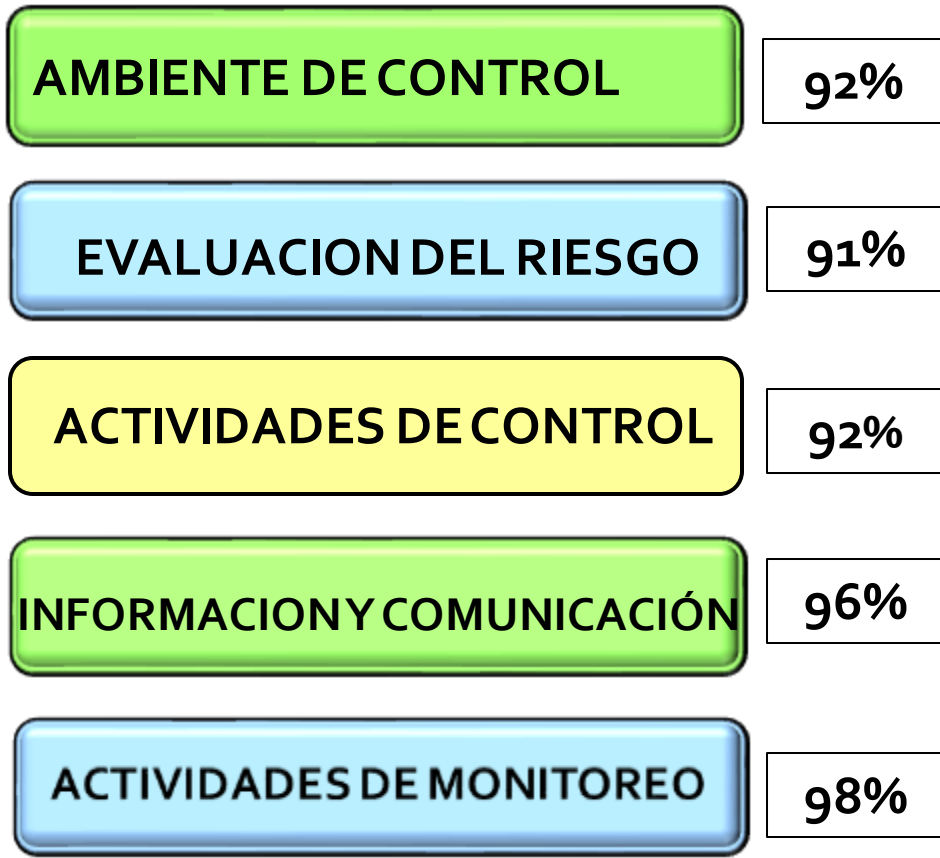 AMBIENTE DE CONTROL
92%
EVALUACION DEL RIESGO
91%
ACTIVIDADES DE CONTROL
92%
INFORMACION Y COMUNICACIÓN
96%
ACTIVIDADES DE MONITOREO
98%